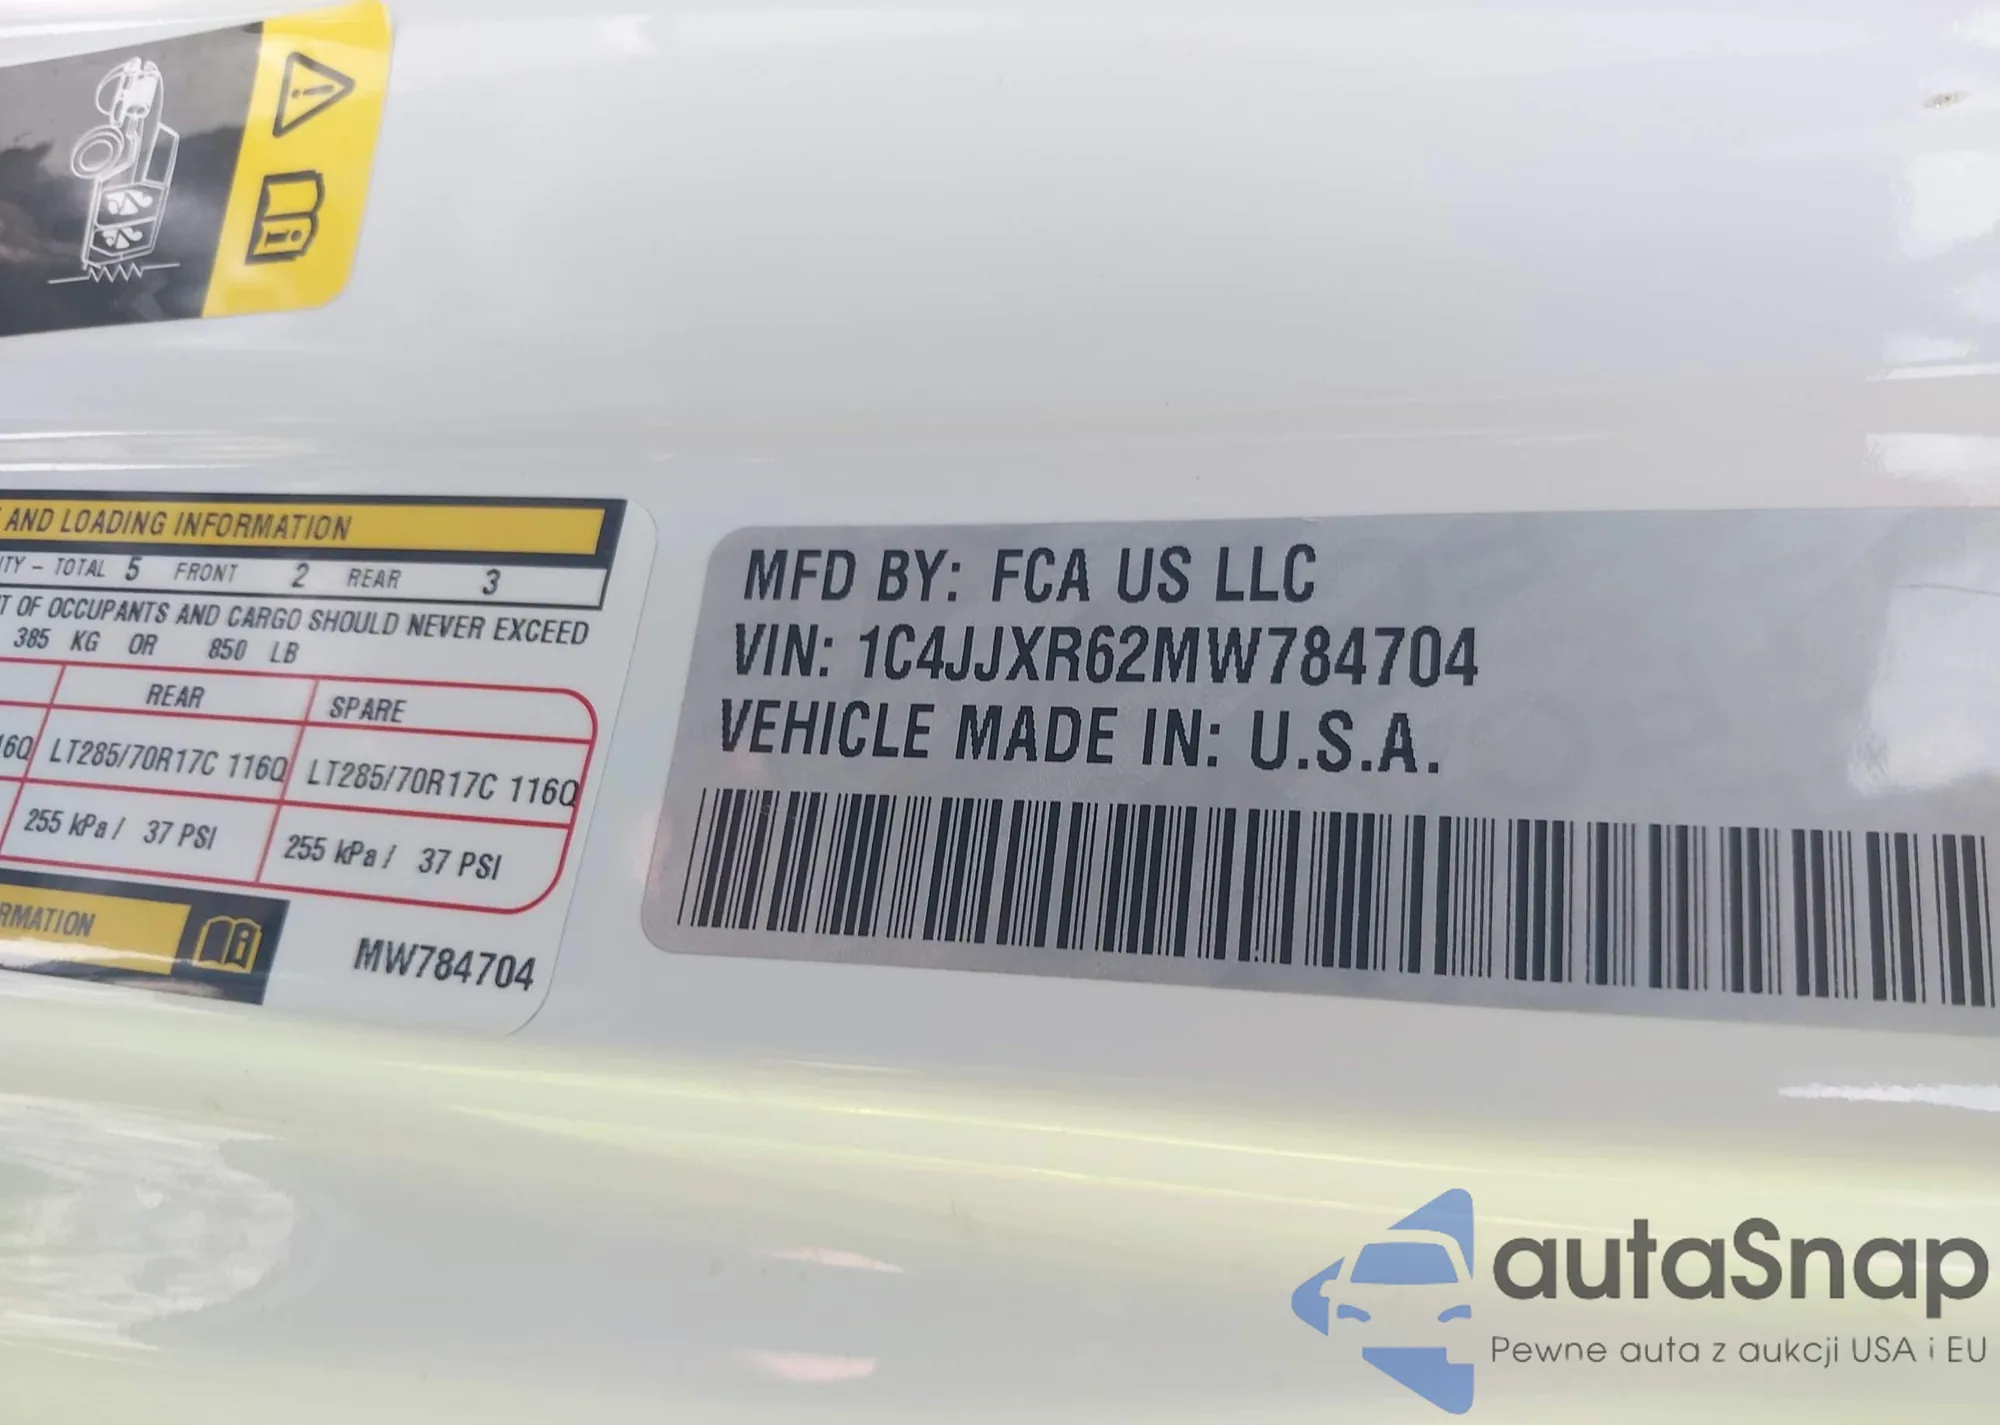 AND LOADING INFORMATION
ITY – TOTAL 5 FRONT 2 REAR 3
T OF OCCUPANTS AND CARGO SHOULD NEVER EXCEED
385 KG OR 850 LB
REAR SPARE
16Q LT285/70R17C 116Q LT285/70R17C 116Q
255 kPa / 37 PSI 255 kPa / 37 PSI
RMATION
MW784704
MFD BY: FCA US LLC
VIN: 1C4JJXR62MW784704
VEHICLE MADE IN: U.S.A.
autaSnap
Pewne auta z aukcji USA i EU